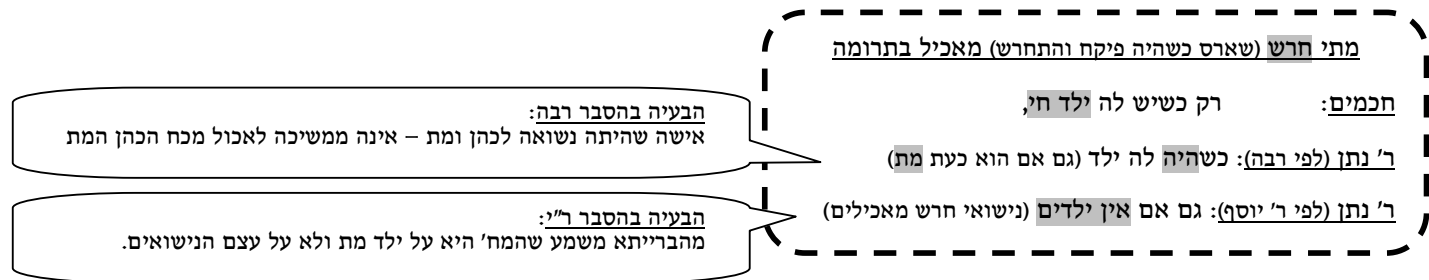 מתי חרש (שארס כשהיה פיקח והתחרש) מאכיל בתרומה
חכמים: רק כשיש לה ילד חי,
ר' נתן (לפי רבה): כשהיה לה ילד (גם אם הוא כעת מת)
ר' נתן (לפי ר' יוסף): גם אם אין ילדים (נישואי חרש מאכילים)
הבעיה בהסבר רבה:
אישה שהיתה נשואה לכהן ומת – אינה ממשיכה לאכול מכח הכהן המת
הבעיה בהסבר ר"י:
מהברייתא משמע שהמח' היא על ילד מת ולא על עצם הנישואים.